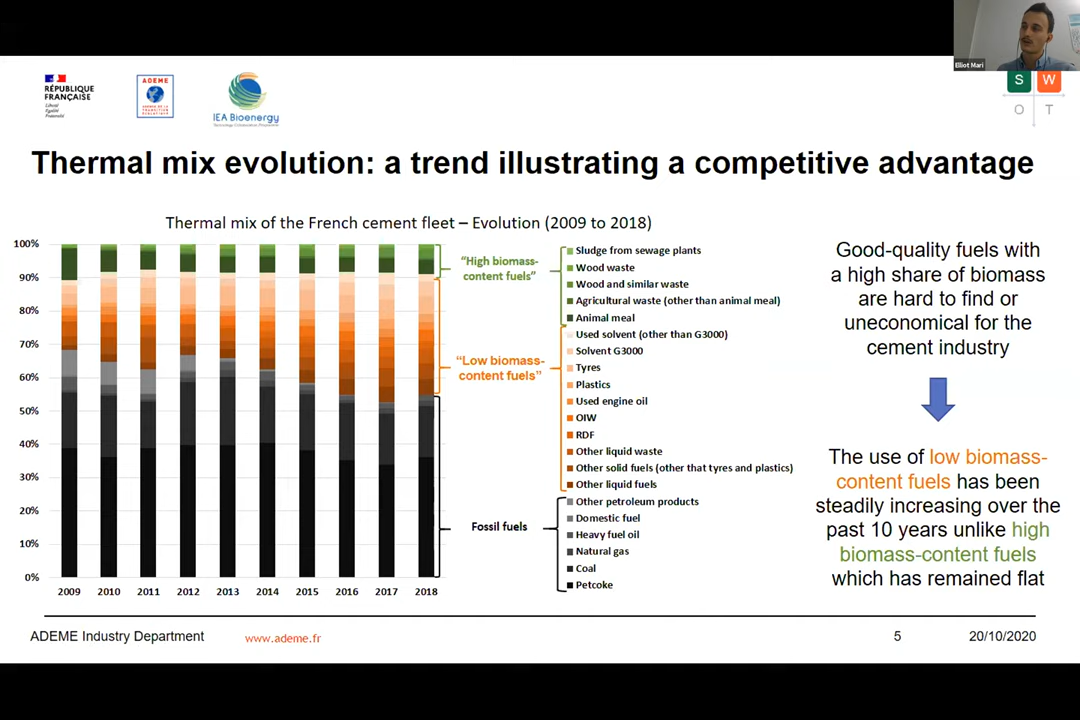 Elliot Mari
RÉPUBLIQUE
FRANÇAISE
Liberté
Égalité
Fraternité
ADEME
IEA Bioenergy
S W
O T
Thermal mix evolution: a trend illustrating a competitive advantage
Thermal mix of the French cement fleet – Evolution (2009 to 2018)
100%
90%
80%
70%
60%
50%
40%
30%
20%
10%
0%
2009 2010 2011 2012 2013 2014 2015 2016 2017 2018
“High biomass-
content fuels”
“Low biomass-
content fuels”
Fossil fuels
Sludge from sewage plants
Wood waste
Wood and similar waste
Agricultural waste (other than animal meal)
Animal meal
Used solvent (other than G3000)
Solvent G3000
Tyres
Plastics
Used engine oil
OIW
RDF
Other liquid waste
Other solid fuels (other that tyres and plastics)
Other liquid fuels
Other petroleum products
Domestic fuel
Heavy fuel oil
Natural gas
Coal
Petcoke
Good-quality fuels with
a high share of biomass
are hard to find or
uneconomical for the
cement industry
The use of low biomass-
content fuels has been
steadily increasing over the
past 10 years unlike high
biomass-content fuels
which has remained flat
ADEME Industry Department
www.ademe.fr
5
20/10/2020